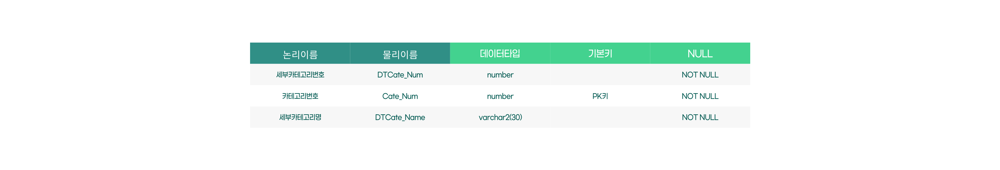 논리이름 물리이름 데이터타입 기본키 NULL
세부카테고리번호 DTCate_Num number NOT NULL
카테고리번호 Cate_Num number PK키 NOT NULL
세부카테고리명 DTCate_Name varchar2(30) NOT NULL